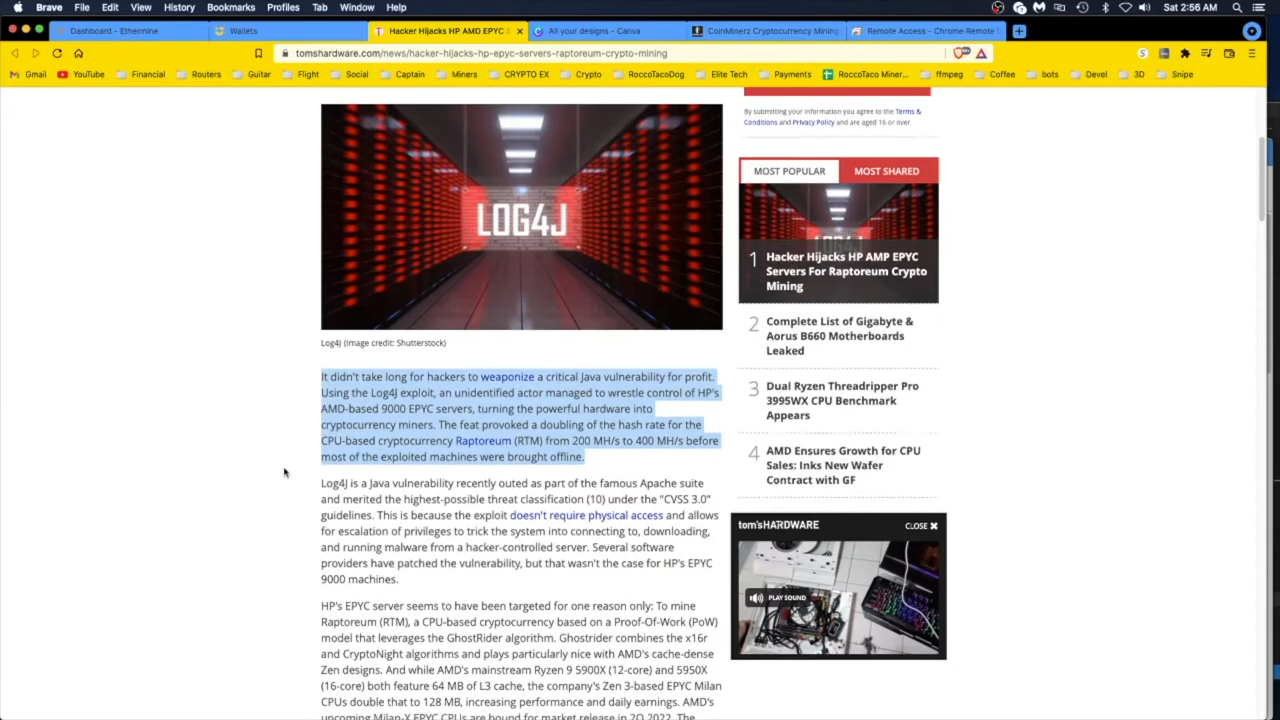 Brave File Edit View History Bookmarks Profiles Tab Window Help
Sat 2:56 AM
Dashboard - Ethermine
Wallets
Hacker Hijacks HP AMD EPYC S
All your designs - Canva
CoinMinerz Cryptocurrency Mining
Remote Access - Chrome Remote
tomshardware.com/news/hacker-hijacks-hp-epyc-servers-raptoreum-crypto-mining
Gmail YouTube Financial Routers Guitar Flight Social Captain Miners CRYPTO EX Crypto RoccoTacoDog Elite Tech Payments RoccoTaco Miner... ffmpeg Coffee bots Devel 3D Snipe
LOG4J
Log4J (Image credit: Shutterstock)
It didn't take long for hackers to weaponize a critical Java vulnerability for profit.
Using the Log4J exploit, an unidentified actor managed to wrestle control of HP's
AMD-based 9000 EPYC servers, turning the powerful hardware into
cryptocurrency miners. The feat provoked a doubling of the hash rate for the
CPU-based cryptocurrency Raptoreum (RTM) from 200 MH/s to 400 MH/s before
most of the exploited machines were brought offline.
Log4J is a Java vulnerability recently outed as part of the famous Apache suite
and merited the highest-possible threat classification (10) under the "CVSS 3.0"
guidelines. This is because the exploit doesn't require physical access and allows
for escalation of privileges to trick the system into connecting to, downloading,
and running malware from a hacker-controlled server. Several software
providers have patched the vulnerability, but that wasn't the case for HP's EPYC
9000 machines.
HP's EPYC server seems to have been targeted for one reason only: To mine
Raptoreum (RTM), a CPU-based cryptocurrency based on a Proof-Of-Work (PoW)
model that leverages the GhostRider algorithm. Ghostrider combines the x16r
and CryptoNight algorithms and plays particularly nice with AMD's cache-dense
Zen designs. And while AMD's mainstream Ryzen 9 5900X (12-core) and 5950X
(16-core) both feature 64 MB of L3 cache, the company's Zen 3-based EPYC Milan
CPUs double that to 128 MB, increasing performance and daily earnings. AMD's
upcoming Milan-X EPYC CPUs are bound for market release in 2Q 2022. The
By submitting your information you agree to the Terms &
Conditions and Privacy Policy and are aged 16 or over.
MOST POPULAR
MOST SHARED
1 Hacker Hijacks HP AMP EPYC
Servers For Raptoreum Crypto
Mining
2 Complete List of Gigabyte &
Aorus B660 Motherboards
Leaked
3 Dual Ryzen Threadripper Pro
3995WX CPU Benchmark
Appears
4 AMD Ensures Growth for CPU
Sales: Inks New Wafer
Contract with GF
tom'sHARDWARE
CLOSE
PLAY SOUND